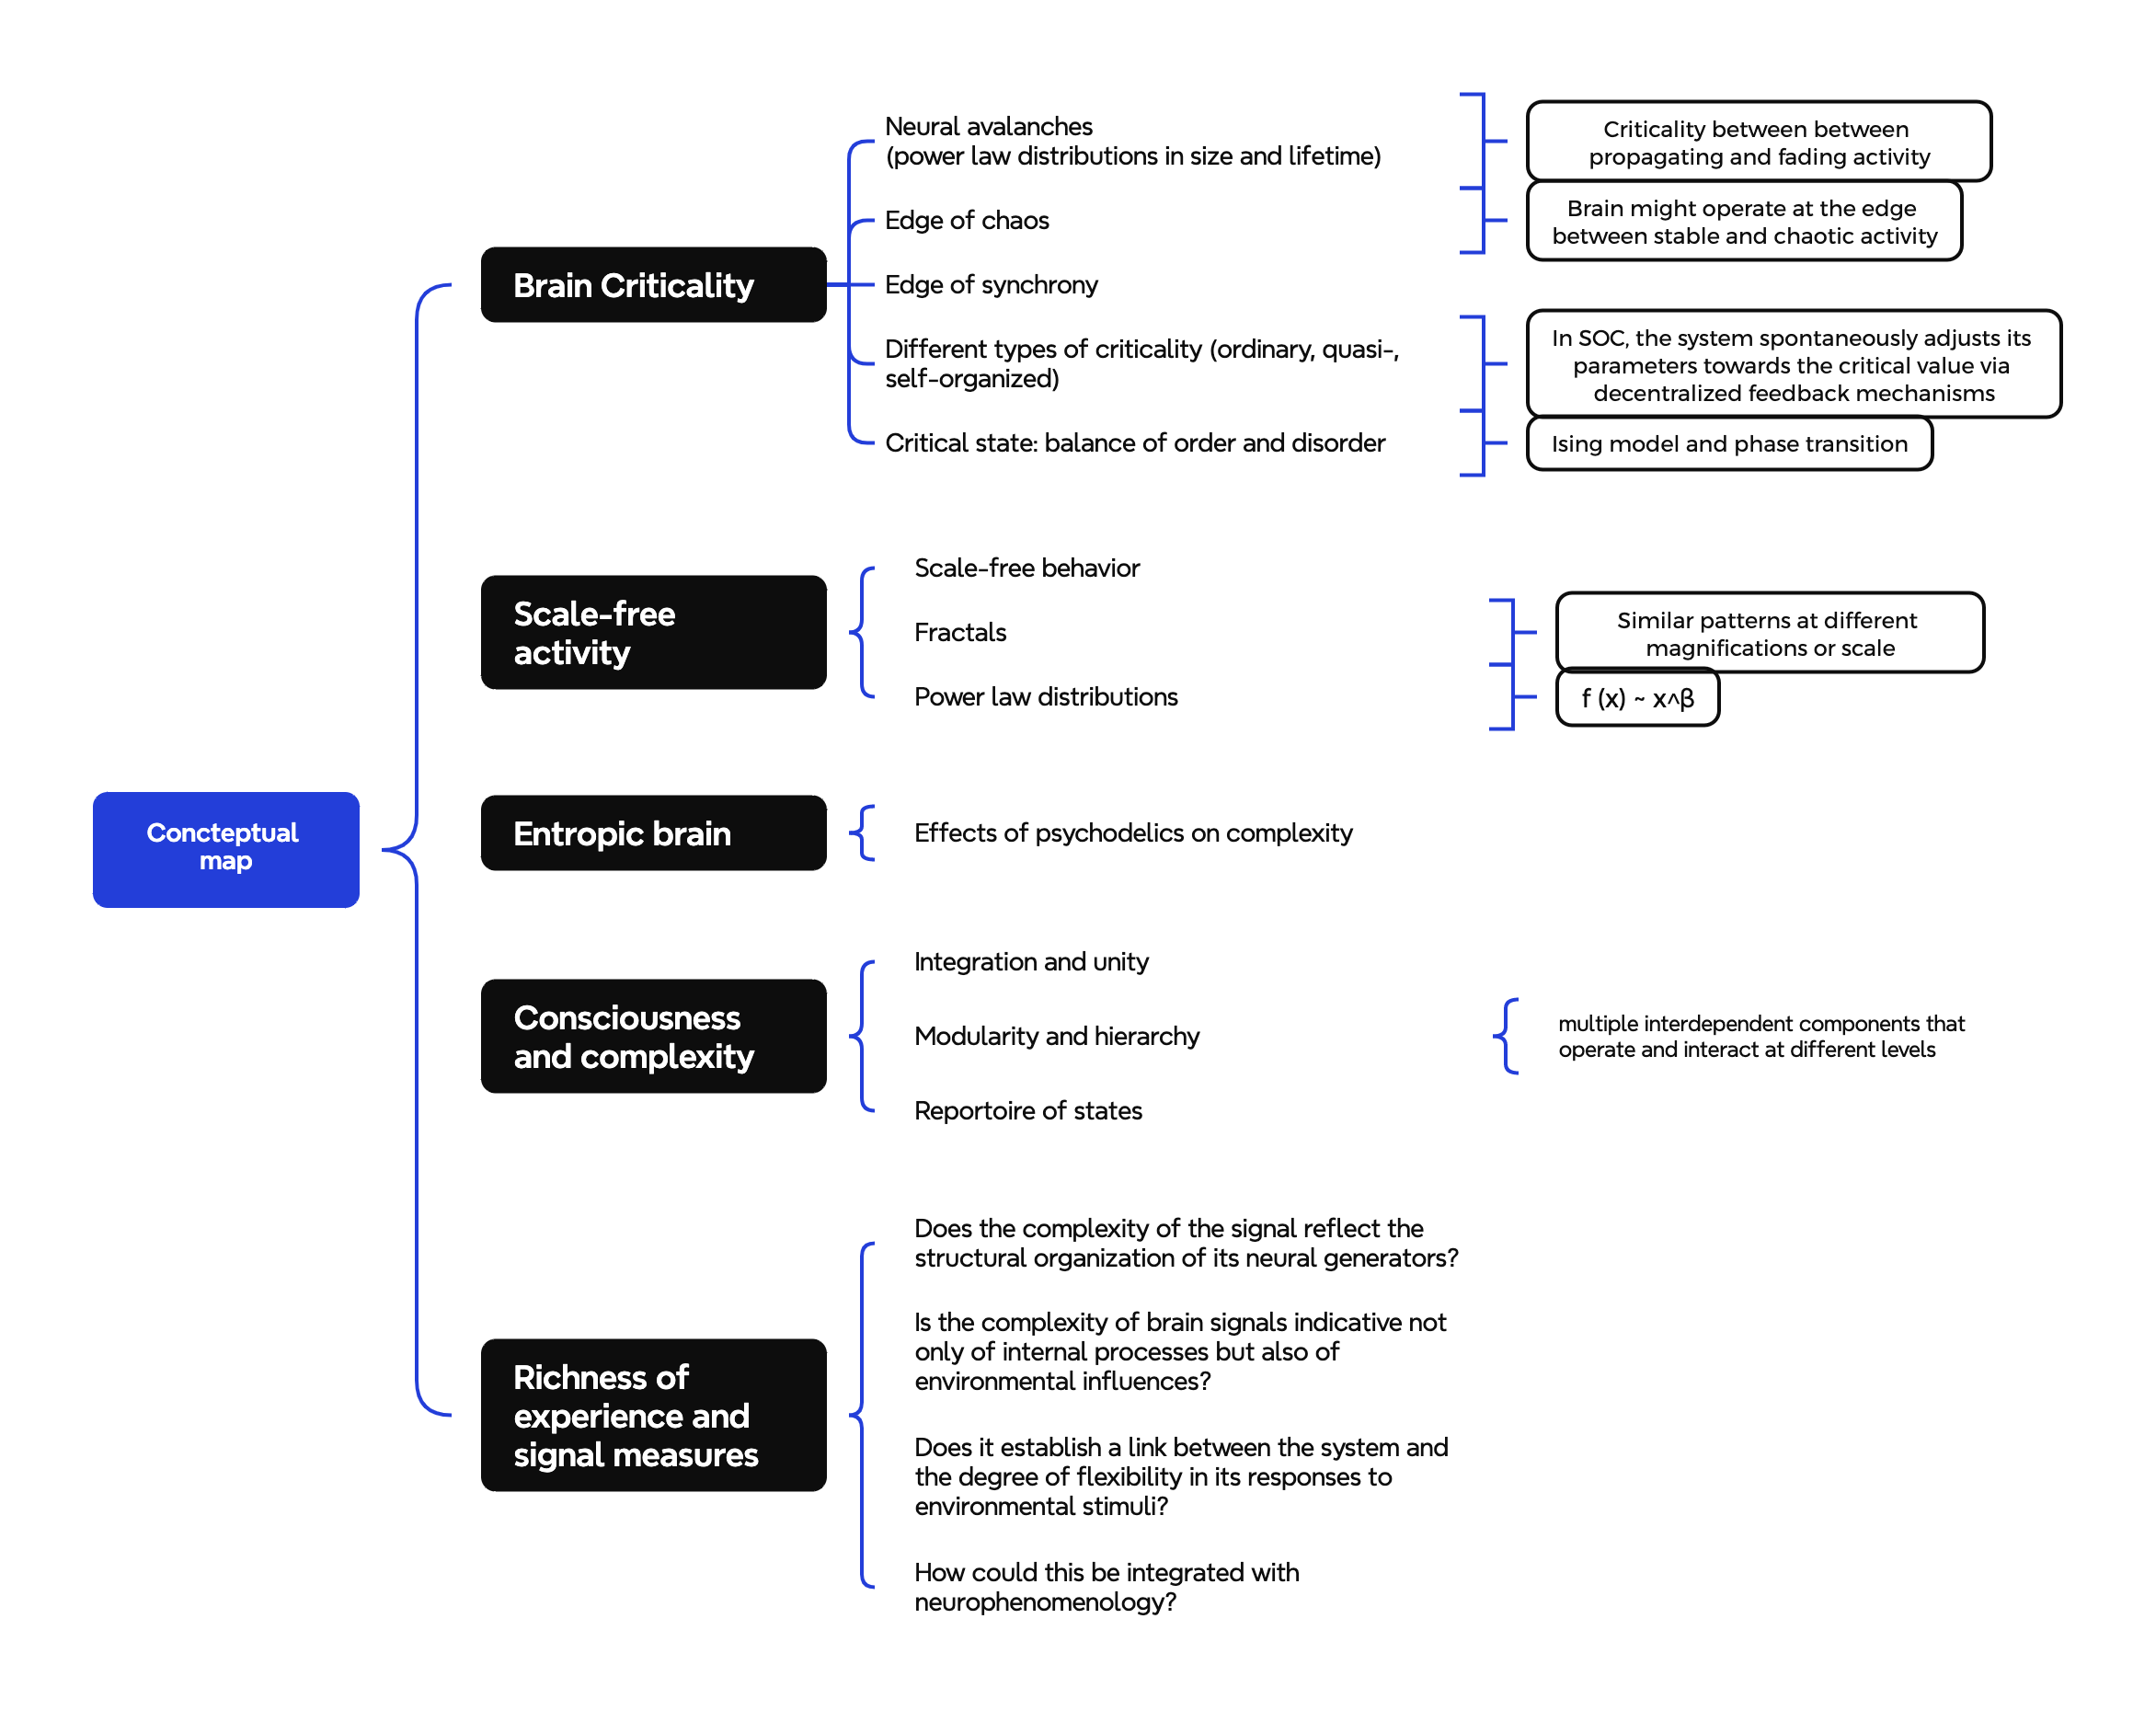 Concteptual
map
Brain Criticality
Neural avalanches
(power law distributions in size and lifetime)
Criticality between between
propagating and fading activity
Edge of chaos
Brain might operate at the edge
between stable and chaotic activity
Edge of synchrony
Different types of criticality (ordinary, quasi-,
self-organized)
In SOC, the system spontaneously adjusts its
parameters towards the critical value via
decentralized feedback mechanisms
Critical state: balance of order and disorder
Ising model and phase transition
Scale-free
activity
Scale-free behavior
Fractals
Similar patterns at different
magnifications or scale
Power law distributions
f (x) ~ x^β
Entropic brain
Effects of psychodelics on complexity
Consciousness
and complexity
Integration and unity
Modularity and hierarchy
multiple interdependent components that
operate and interact at different levels
Reportoire of states
Richness of
experience and
signal measures
Does the complexity of the signal reflect the
structural organization of its neural generators?
Is the complexity of brain signals indicative not
only of internal processes but also of
environmental influences?
Does it establish a link between the system and
the degree of flexibility in its responses to
environmental stimuli?
How could this be integrated with
neurophenomenology?